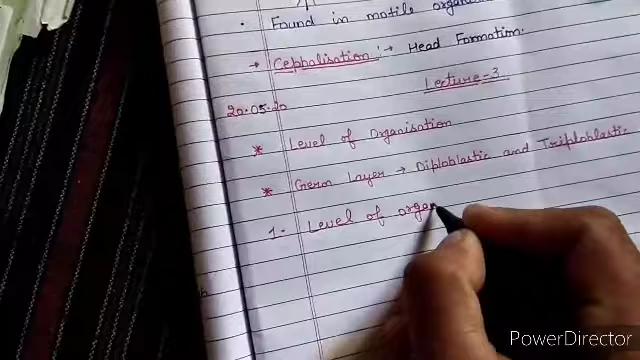 • Found in motile
→ Cephalisation :→ Head Formation.
Lecture-3
20.05.20
* Level of Organisation
* Germ Layer → Diploblastic and Triploblastic
1. Level of orga
PowerDirector